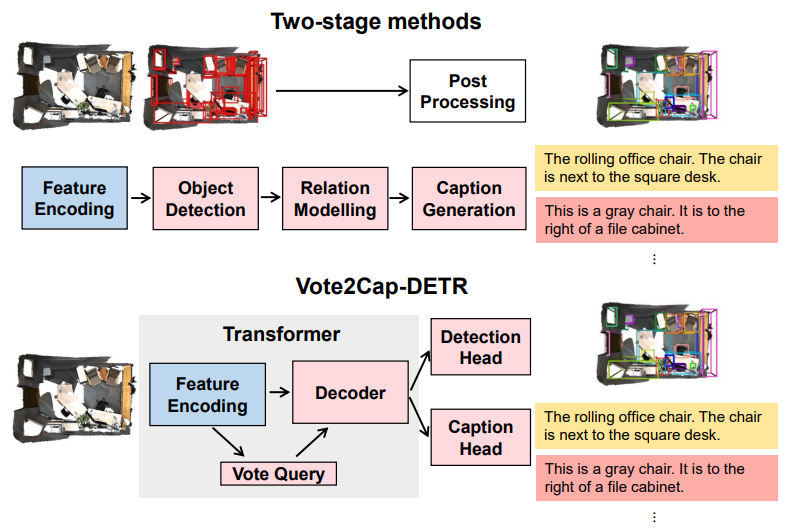 Two-stage methods
Post
Processing
Feature
Encoding
Object
Detection
Relation
Modelling
Caption
Generation
The rolling office chair. The chair
is next to the square desk.
This is a gray chair. It is to the
right of a file cabinet.
Vote2Cap-DETR
Transformer
Feature
Encoding
Decoder
Vote Query
Detection
Head
Caption
Head
The rolling office chair. The chair
is next to the square desk.
This is a gray chair. It is to the
right of a file cabinet.